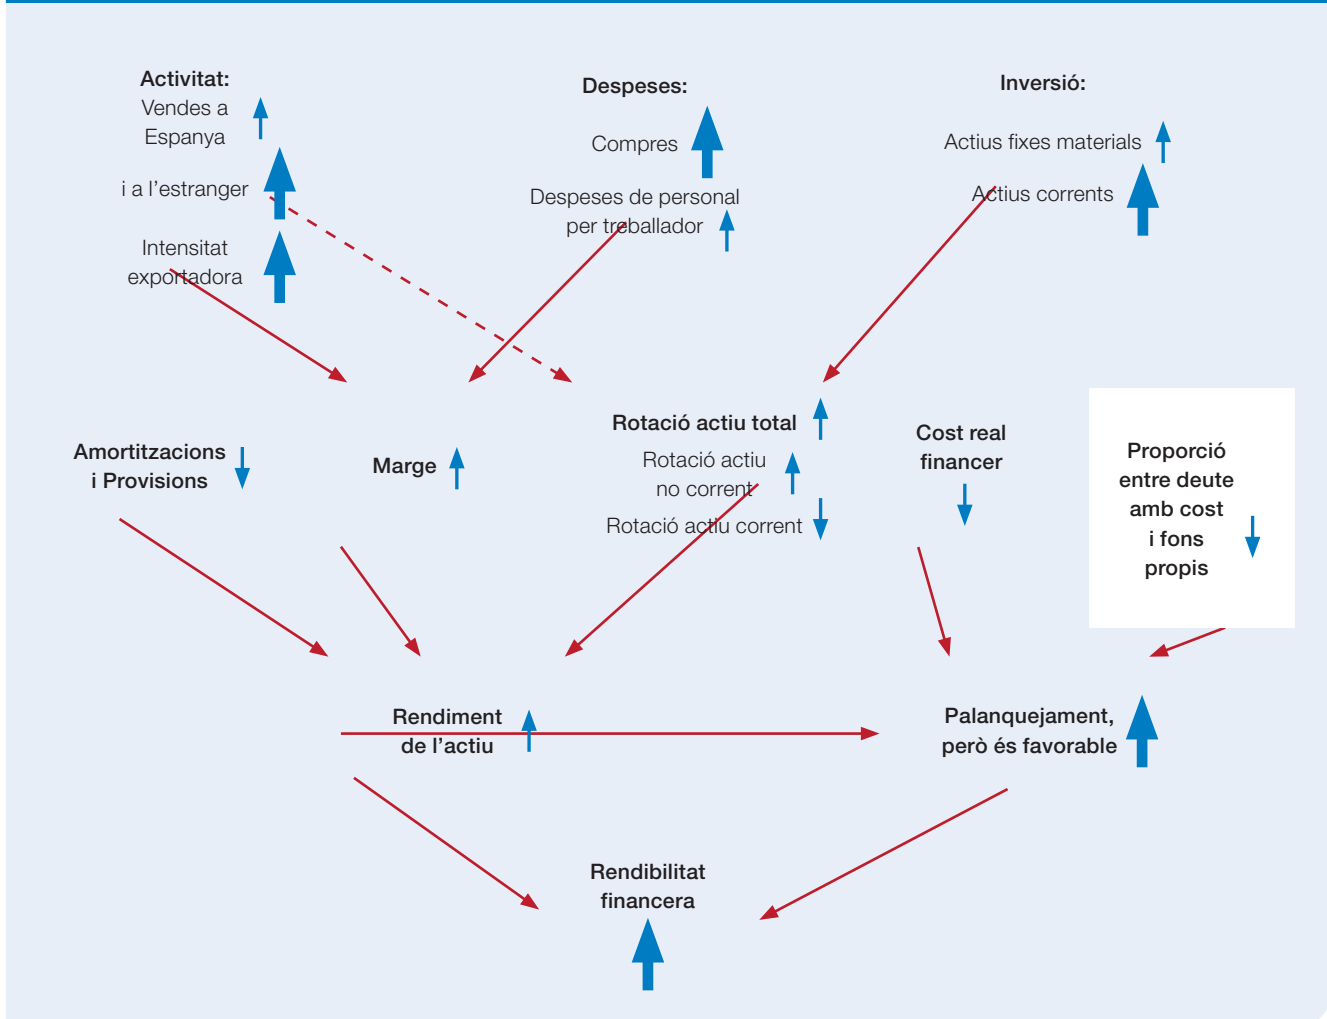 Activitat:
Vendes a
Espanya
i a l’estranger
Intensitat
exportadora
Despeses:
Compres
Despeses de personal
per treballador
Inversió:
Actius fixes materials
Actius corrents
Amortitzacions
i Provisions
Marge
Rotació actiu total
Rotació actiu
no corrent
Rotació actiu corrent
Cost real
financer
Proporció
entre deute
amb cost
i fons
propis
Rendiment
de l’actiu
Palanquejament,
però és favorable
Rendibilitat
financera